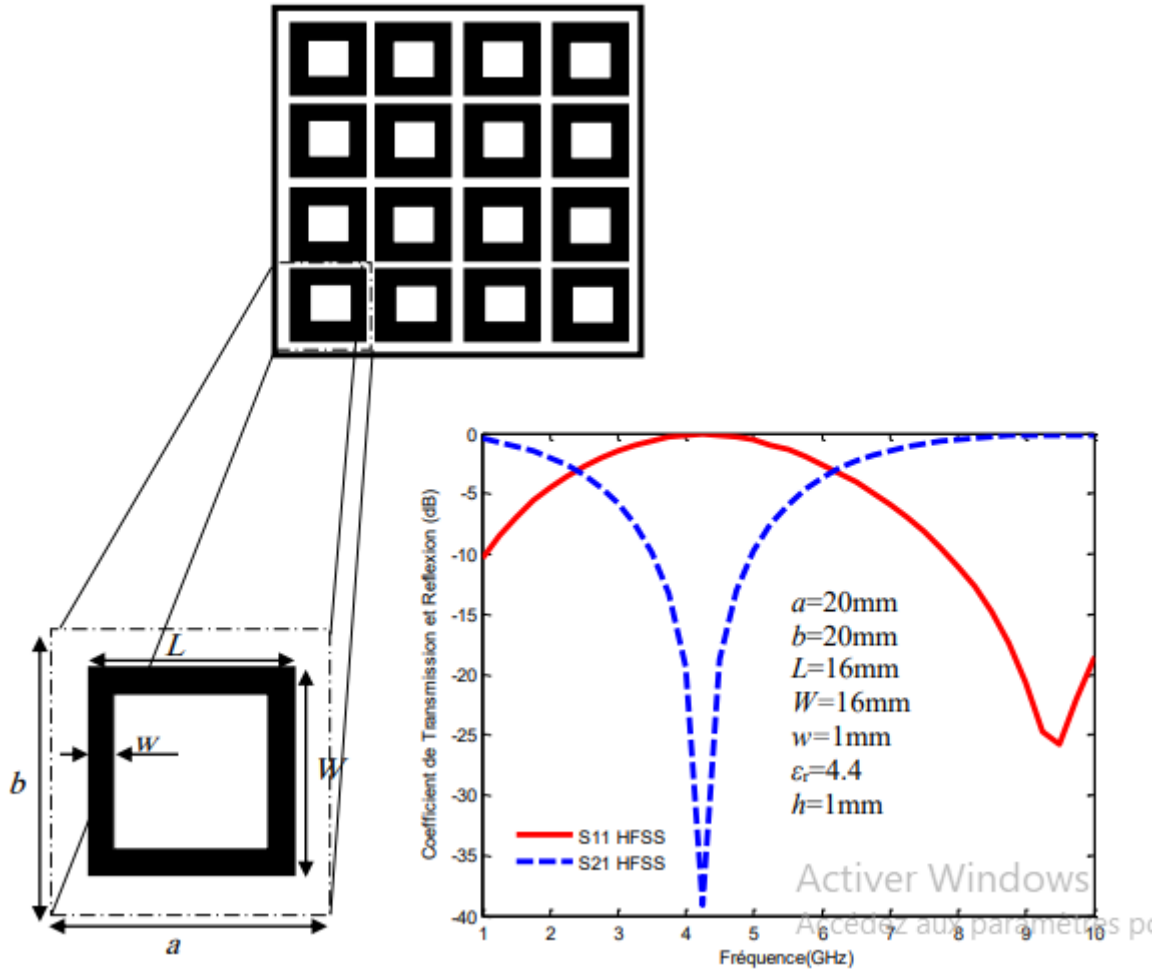 L
w
W
b
a
Coefficient de Transmission et Reflexion (dB)
0
-5
-10
-15
-20
-25
-30
-35
-40
a=20mm
b=20mm
L=16mm
W=16mm
w=1mm
εr=4.4
h=1mm
S11 HFSS
S21 HFSS
1 2 3 4 5 6 7 8 9 10
Fréquence(GHz)
Activer Windows
Accédez aux paramètres po